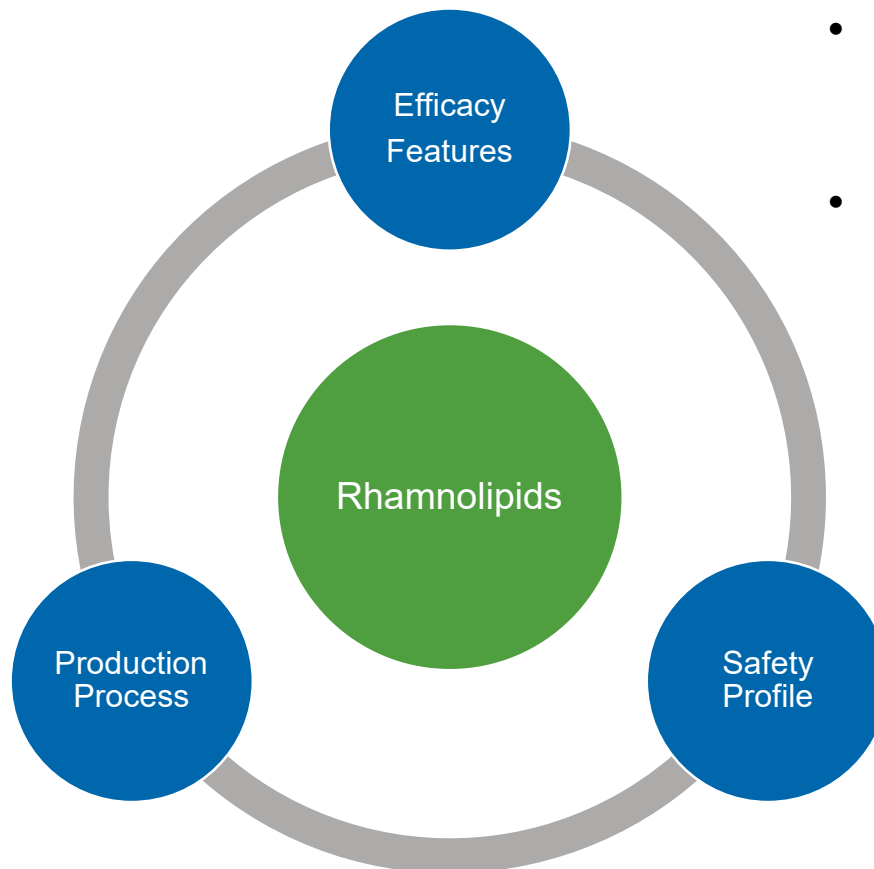 Efficacy
Features
Rhamnolipids
Production
Process
Safety
Profile